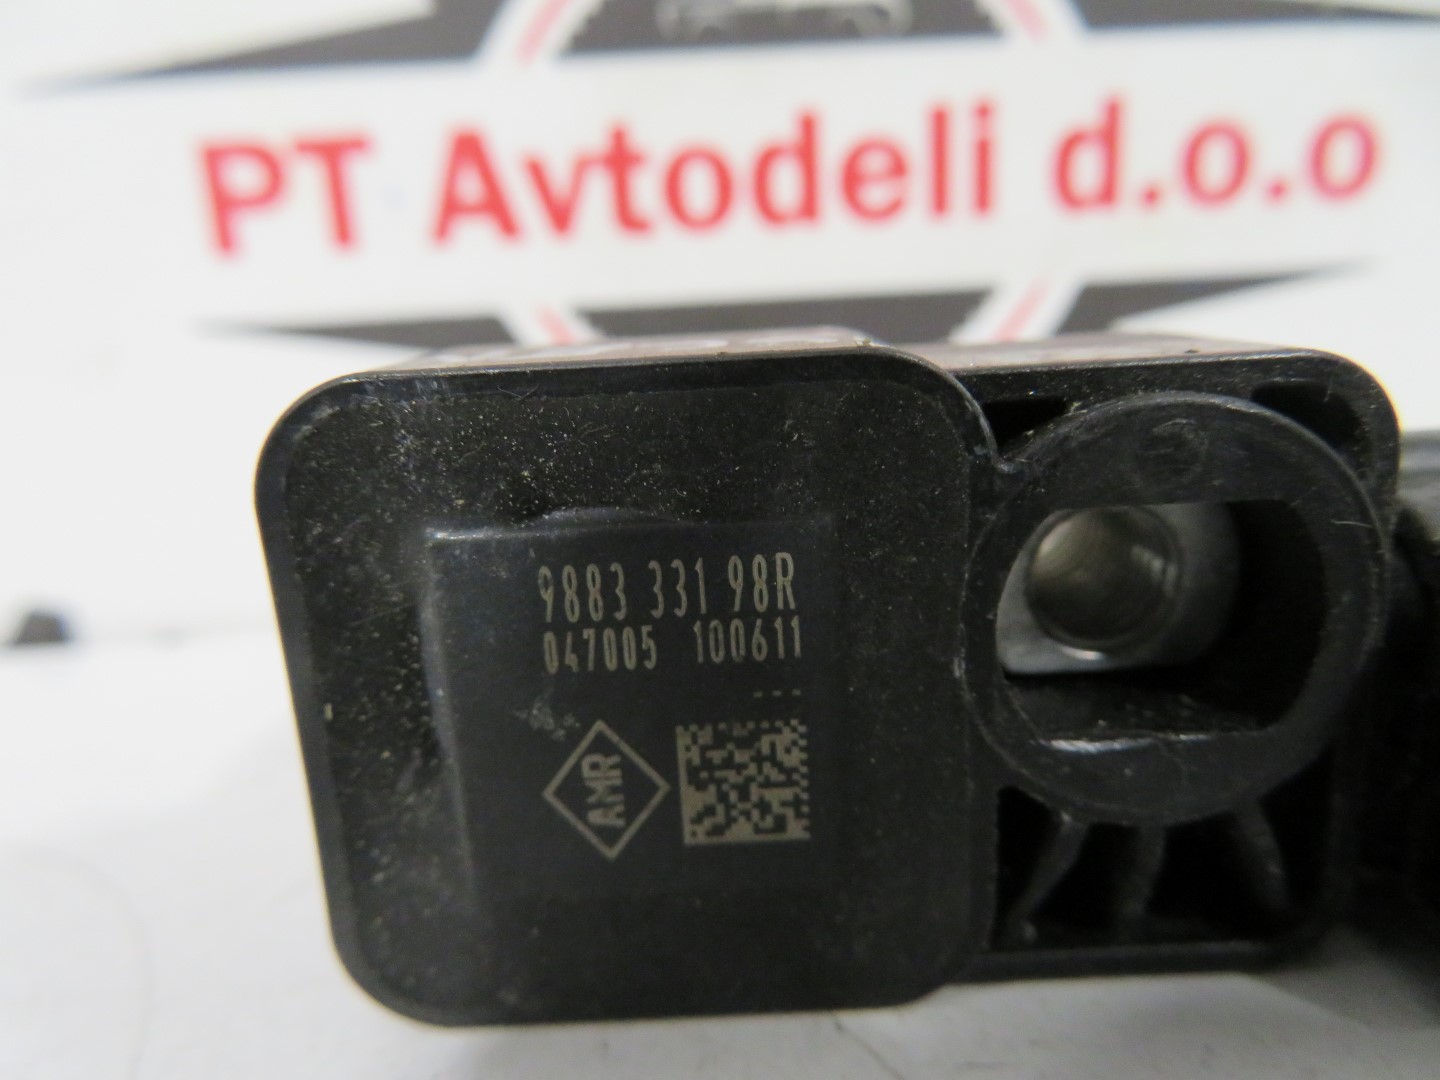 PT Avtodeli d.o.o
9883 331 98R
047005 100611
---
AMR